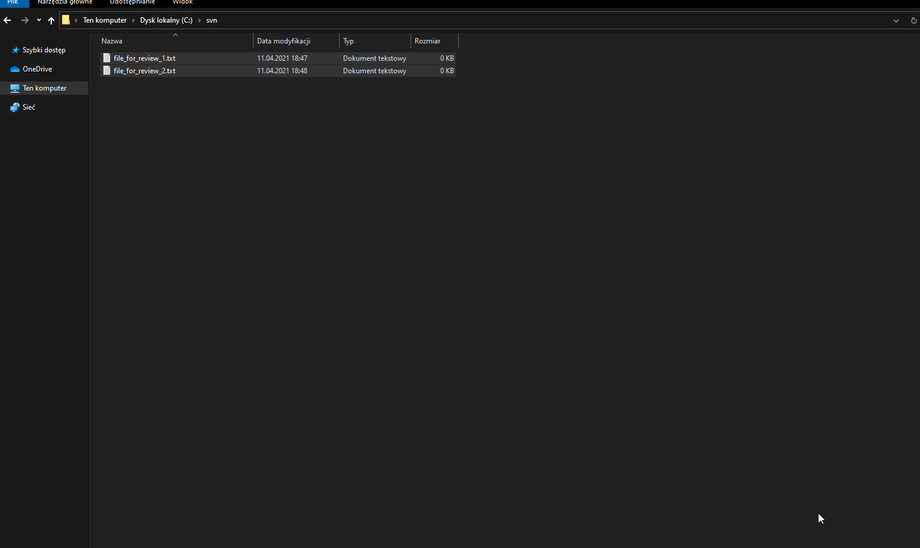 Plik Narzędzia główne Udostępnianie Widok
Ten komputer › Dysk lokalny (C:) › svn
Nazwa Data modyfikacji Typ Rozmiar
Szybki dostęp
OneDrive
Ten komputer
Sieć
file_for_review_1.txt 11.04.2021 18:47 Dokument tekstowy 0 KB
file_for_review_2.txt 11.04.2021 18:48 Dokument tekstowy 0 KB